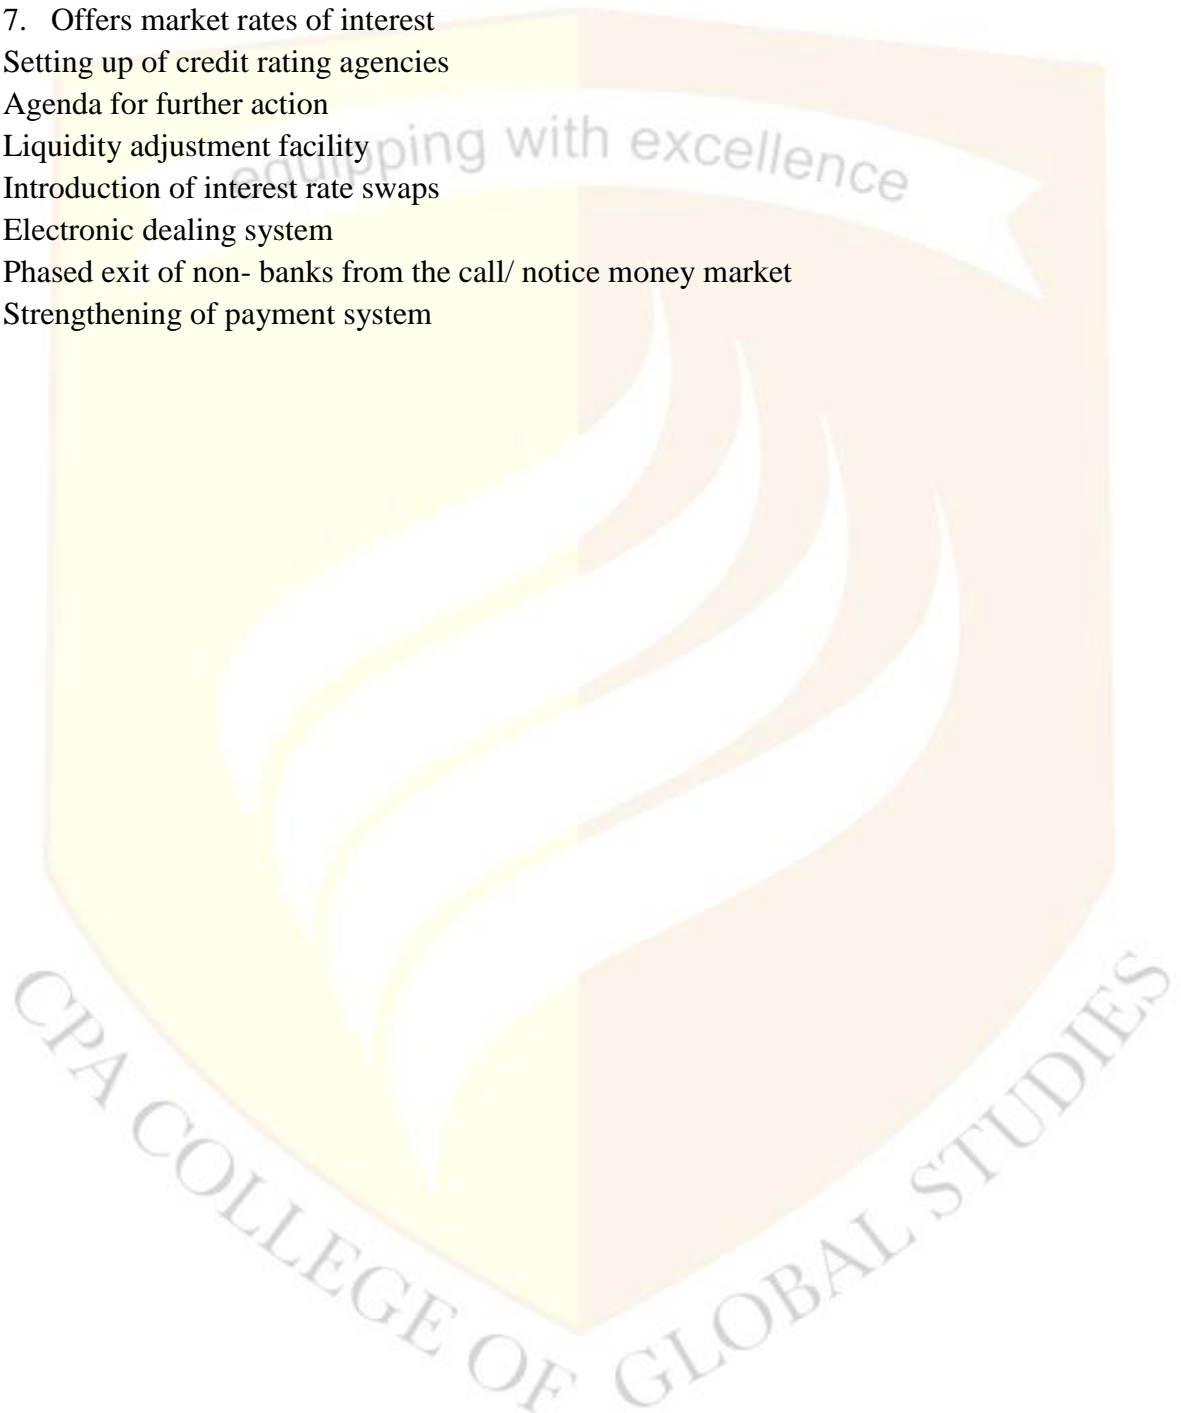 7. Offers market rates of interest
Setting up of credit rating agencies
Agenda for further action
Liquidity adjustment facility
equipping with excellence
Introduction of interest rate swaps
Electronic dealing system
Phased exit of non- banks from the call/ notice money market
Strengthening of payment system
CPA COLLEGE OF GLOBAL STUDIES